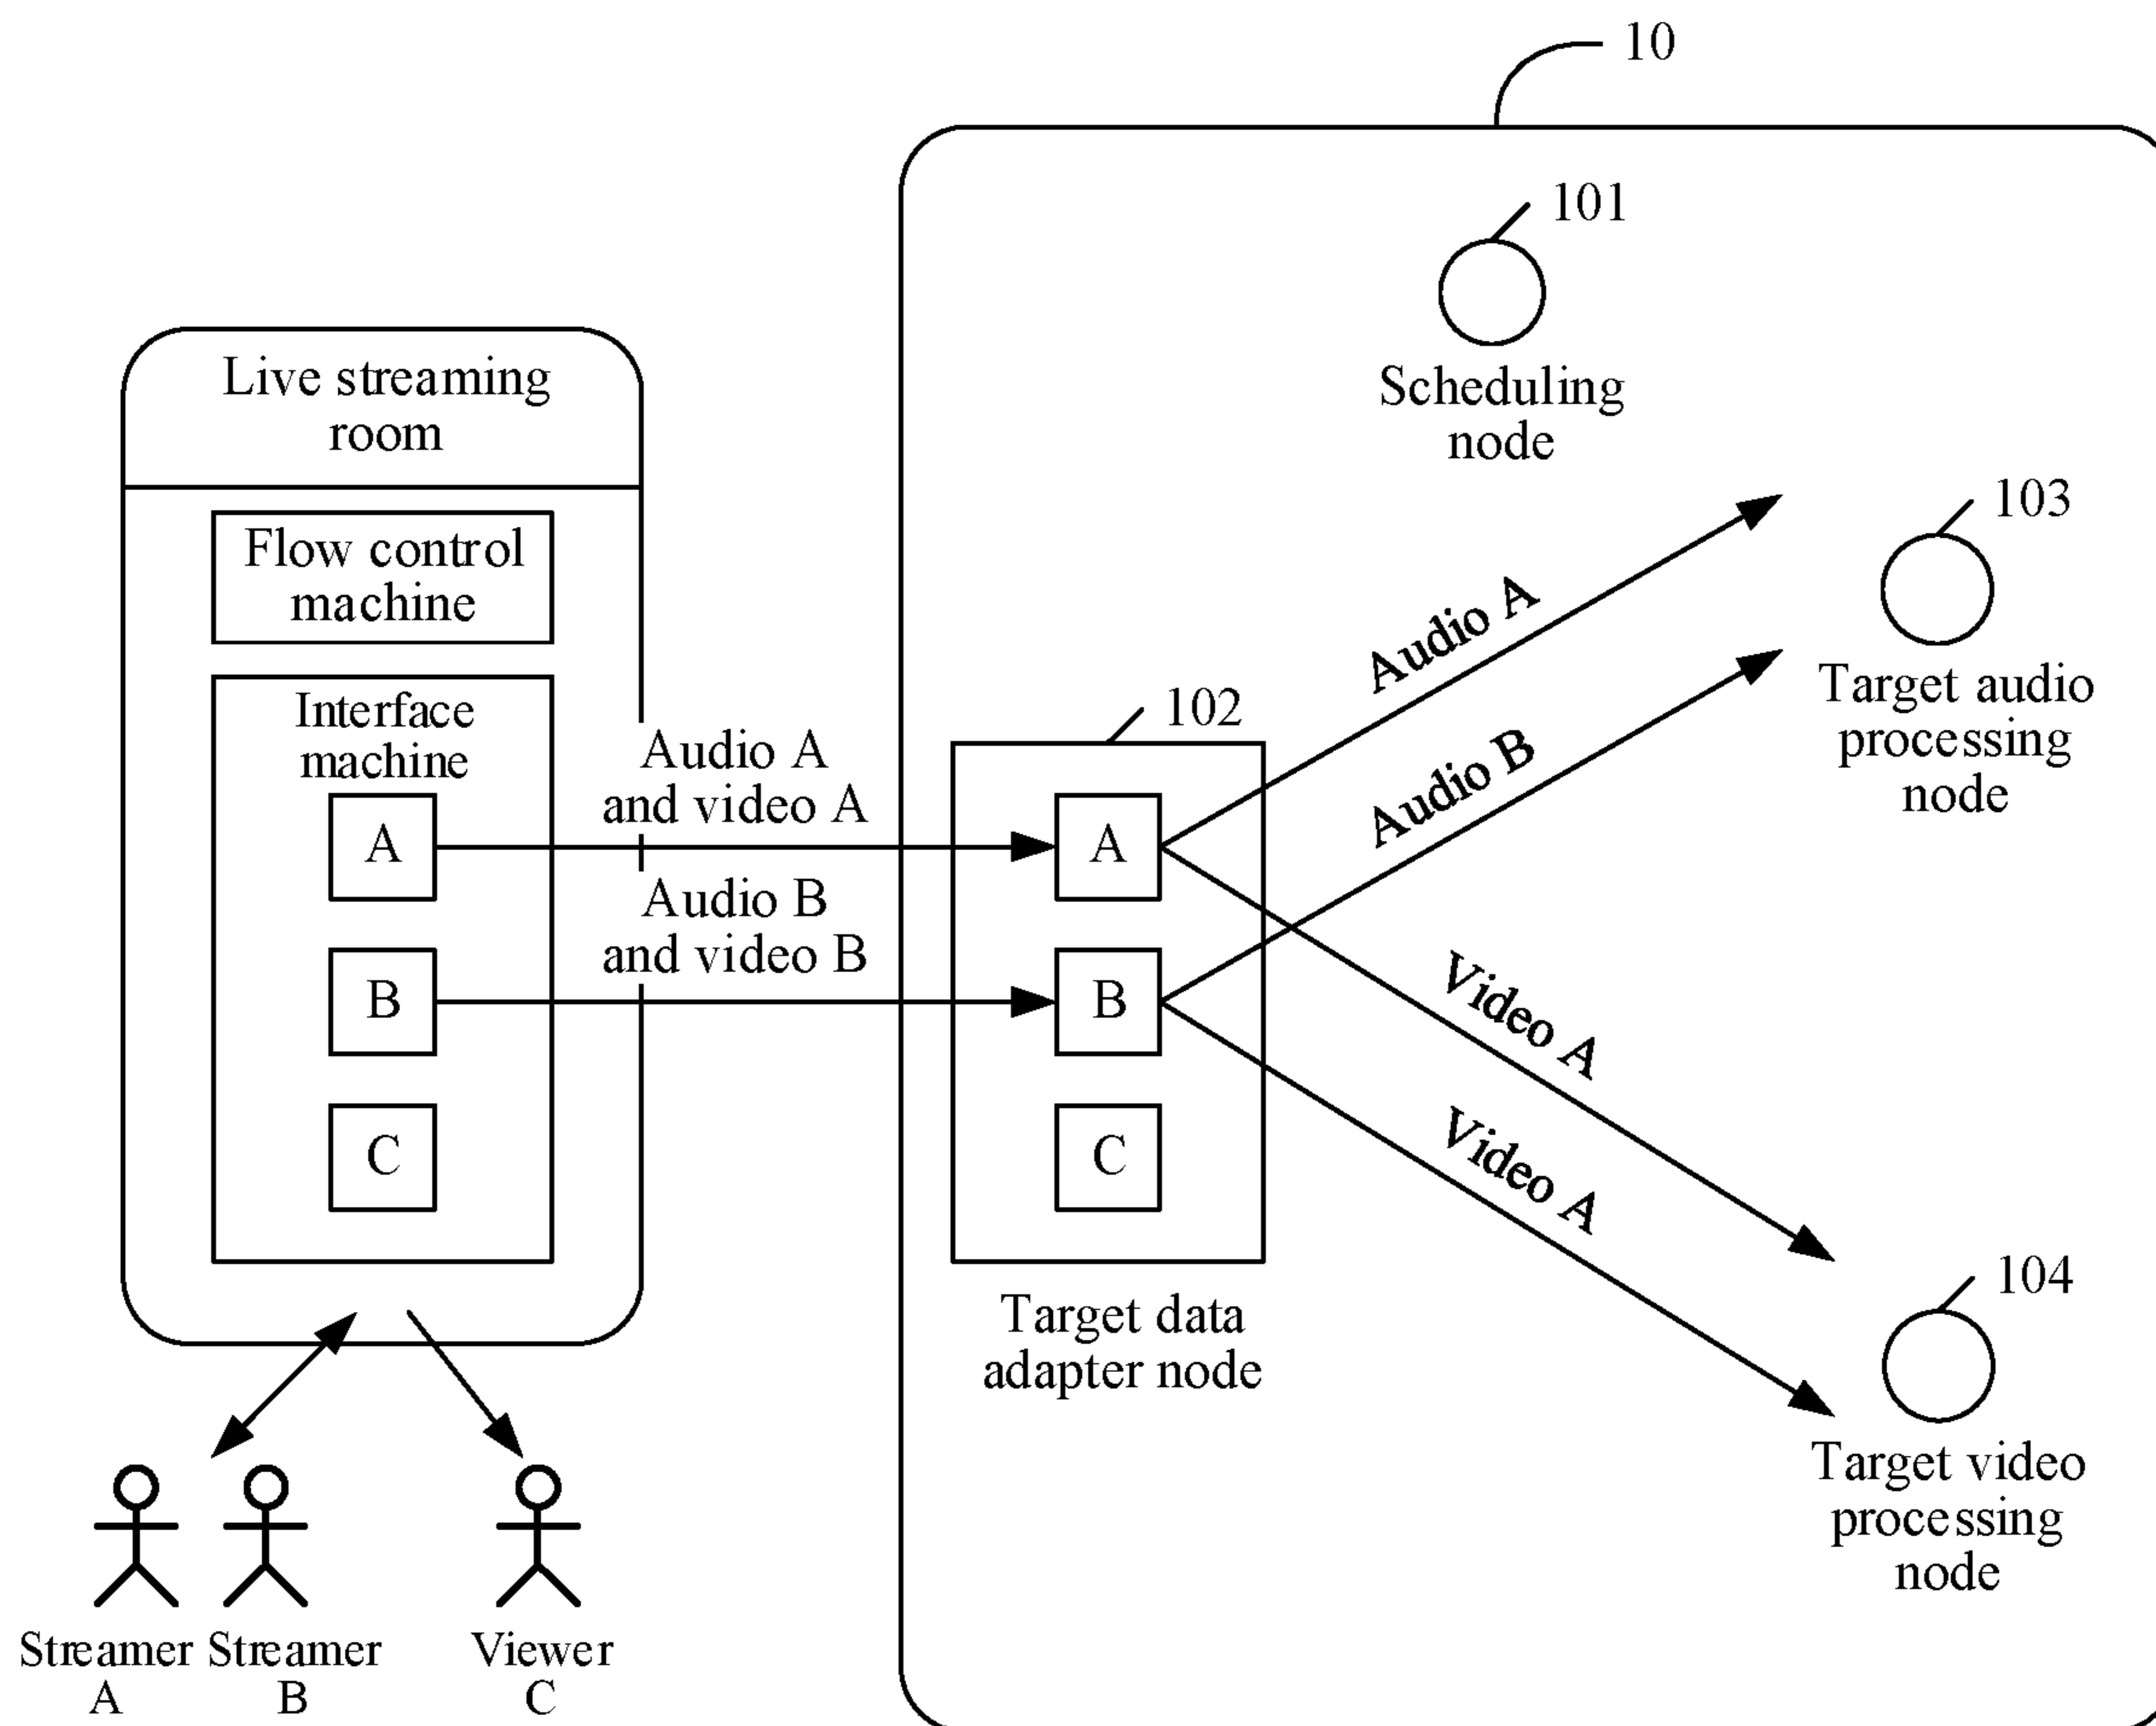 10
101
Scheduling
node
Live streaming
room
Flow control
machine
Interface
machine
A
B
C
Audio A
and video A
Audio B
and video B
102
A
B
C
Target data
adapter node
Audio A
Audio B
Video A
Video A
103
Target audio
processing
node
104
Target video
processing
node
Streamer
A
Streamer
B
Viewer
C